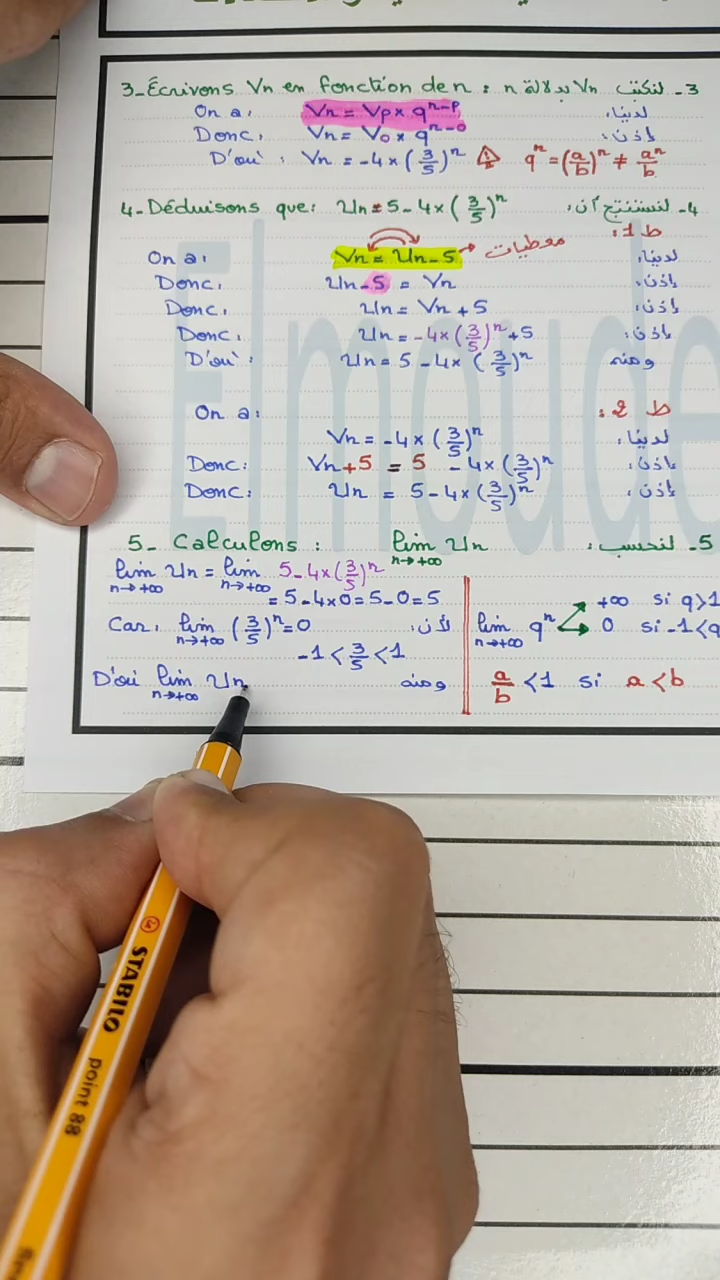 3-Écrivons Vn en fonction de n : n لنكتب Vn بدلالة -3
On a: Vn = Vp × q^n-p لدينا:
Donc: Vn = V0 × q^n-0 إذن:
D'où: Vn = -4 × (3/5)^n q^n = (a/b)^n ≠ a^n/b
4-Déduisons que: Un = 5 - 4 × (3/5)^n 4- لنستنتج أن:
ط 1:
On a: Vn = Un - 5 → معطيات لدينا:
Donc: Un - 5 = Vn إذن:
Donc: Un = Vn + 5 إذن:
Donc: Un = -4 × (3/5)^n + 5 إذن:
D'où: Un = 5 - 4 × (3/5)^n ومنه
On a: ط 2:
Vn = -4 × (3/5)^n لدينا:
Donc: Vn + 5 = 5 - 4 × (3/5)^n إذن:
Donc: Un = 5 - 4 × (3/5)^n إذن:
5- Calculons : lim Un n→+∞ 5- لنحسب:
lim Un n→+∞ = lim n→+∞ 5 - 4 × (3/5)^n
= 5 - 4 × 0 = 5 - 0 = 5
Car: lim n→+∞ (3/5)^n = 0 لأن:
-1 < 3/5 < 1
D'où lim n→+∞ Un ومنه
lim n→+∞ q^n
+∞ si q>1
0 si -1<q
a/b < 1 si a < b
Elmoude
STABILO point 88